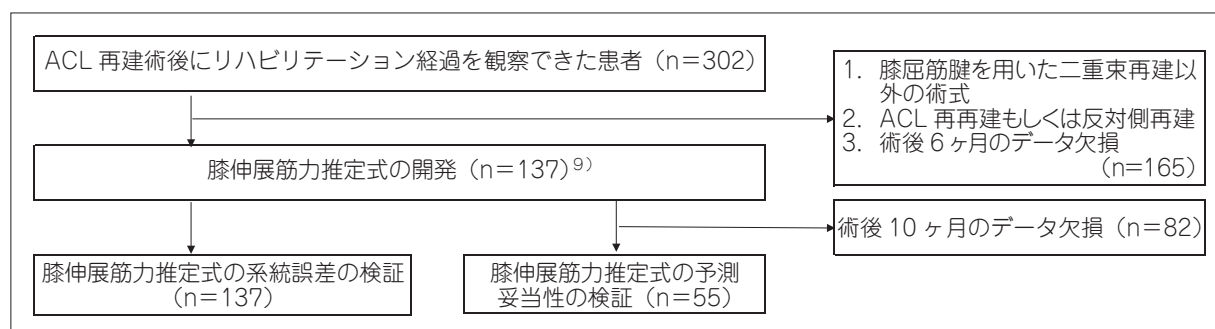 ACL 再建術後にリハビリテーション経過を観察できた患者（n＝302）
1. 膝屈筋腱を用いた二重束再建以
外の術式
2. ACL 再再建もしくは反対側再建
3. 術後 6 ヶ月のデータ欠損
(n=165)
膝伸展筋力推定式の開発（n＝137）9）
術後 10 ヶ月のデータ欠損（n＝82）
膝伸展筋力推定式の系統誤差の検証
（n＝137）
膝伸展筋力推定式の予測
妥当性の検証（n＝55）